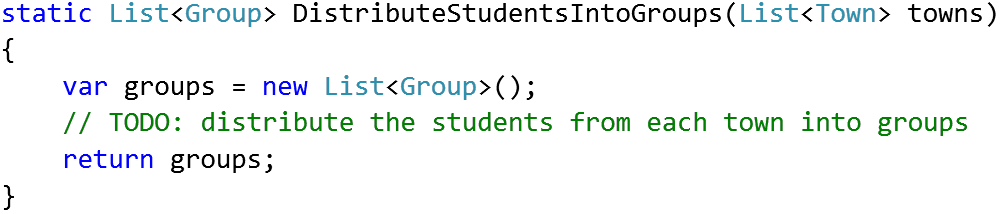 static List<Group> DistributeStudentsIntoGroups(List<Town> towns)
{
    var groups = new List<Group>();
    // TODO: distribute the students from each town into groups
    return groups;
}